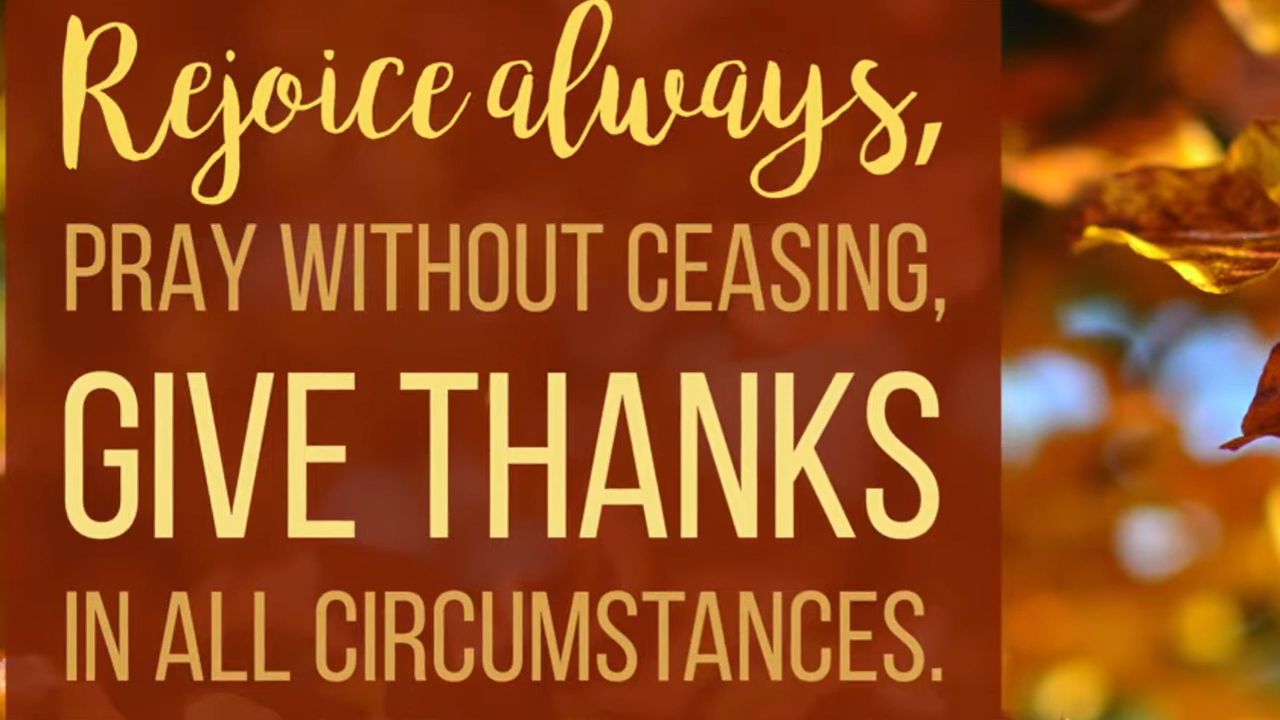 Rejoice always,
PRAY WITHOUT CEASING,
GIVE THANKS
IN ALL CIRCUMSTANCES.